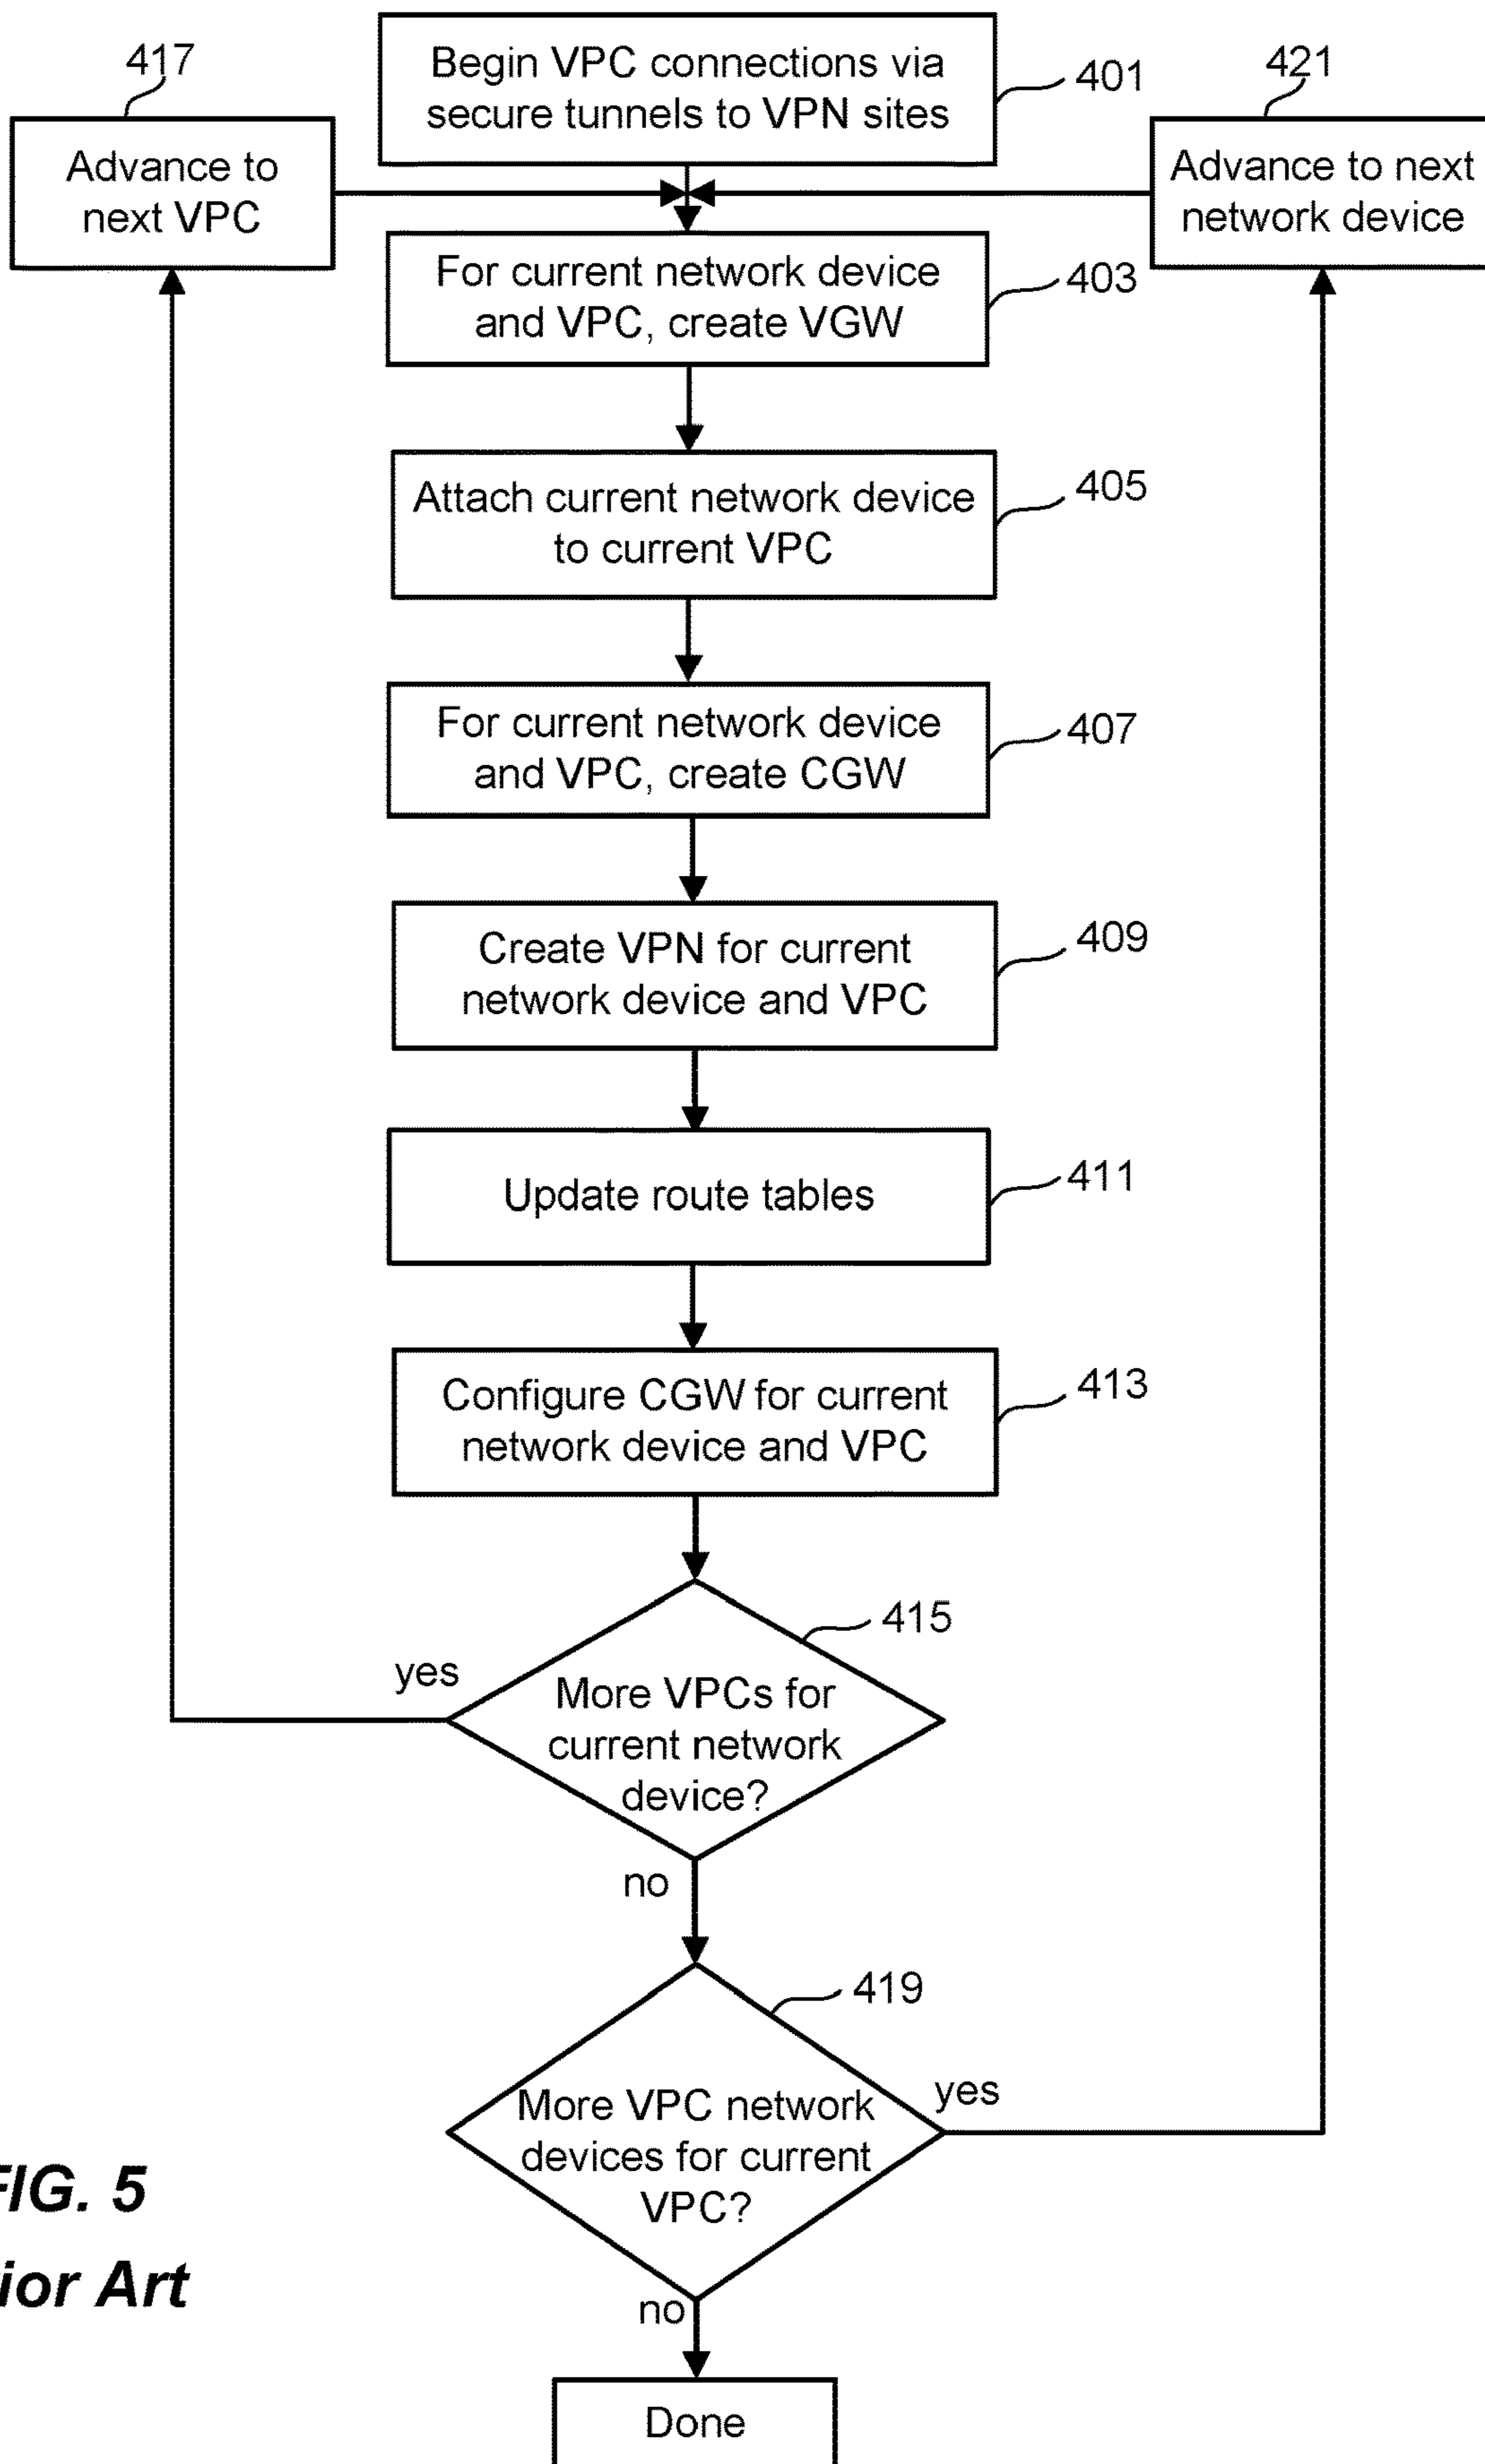 417
Begin VPC connections via
secure tunnels to VPN sites
401
421
Advance to
next VPC
Advance to next
network device
For current network device
and VPC, create VGW
403
Attach current network device
to current VPC
405
For current network device
and VPC, create CGW
407
Create VPN for current
network device and VPC
409
Update route tables
411
Configure CGW for current
network device and VPC
413
415
yes
More VPCs for
current network
device?
no
419
More VPC network
devices for current
VPC?
yes
no
FIG. 5
ior Art
Done